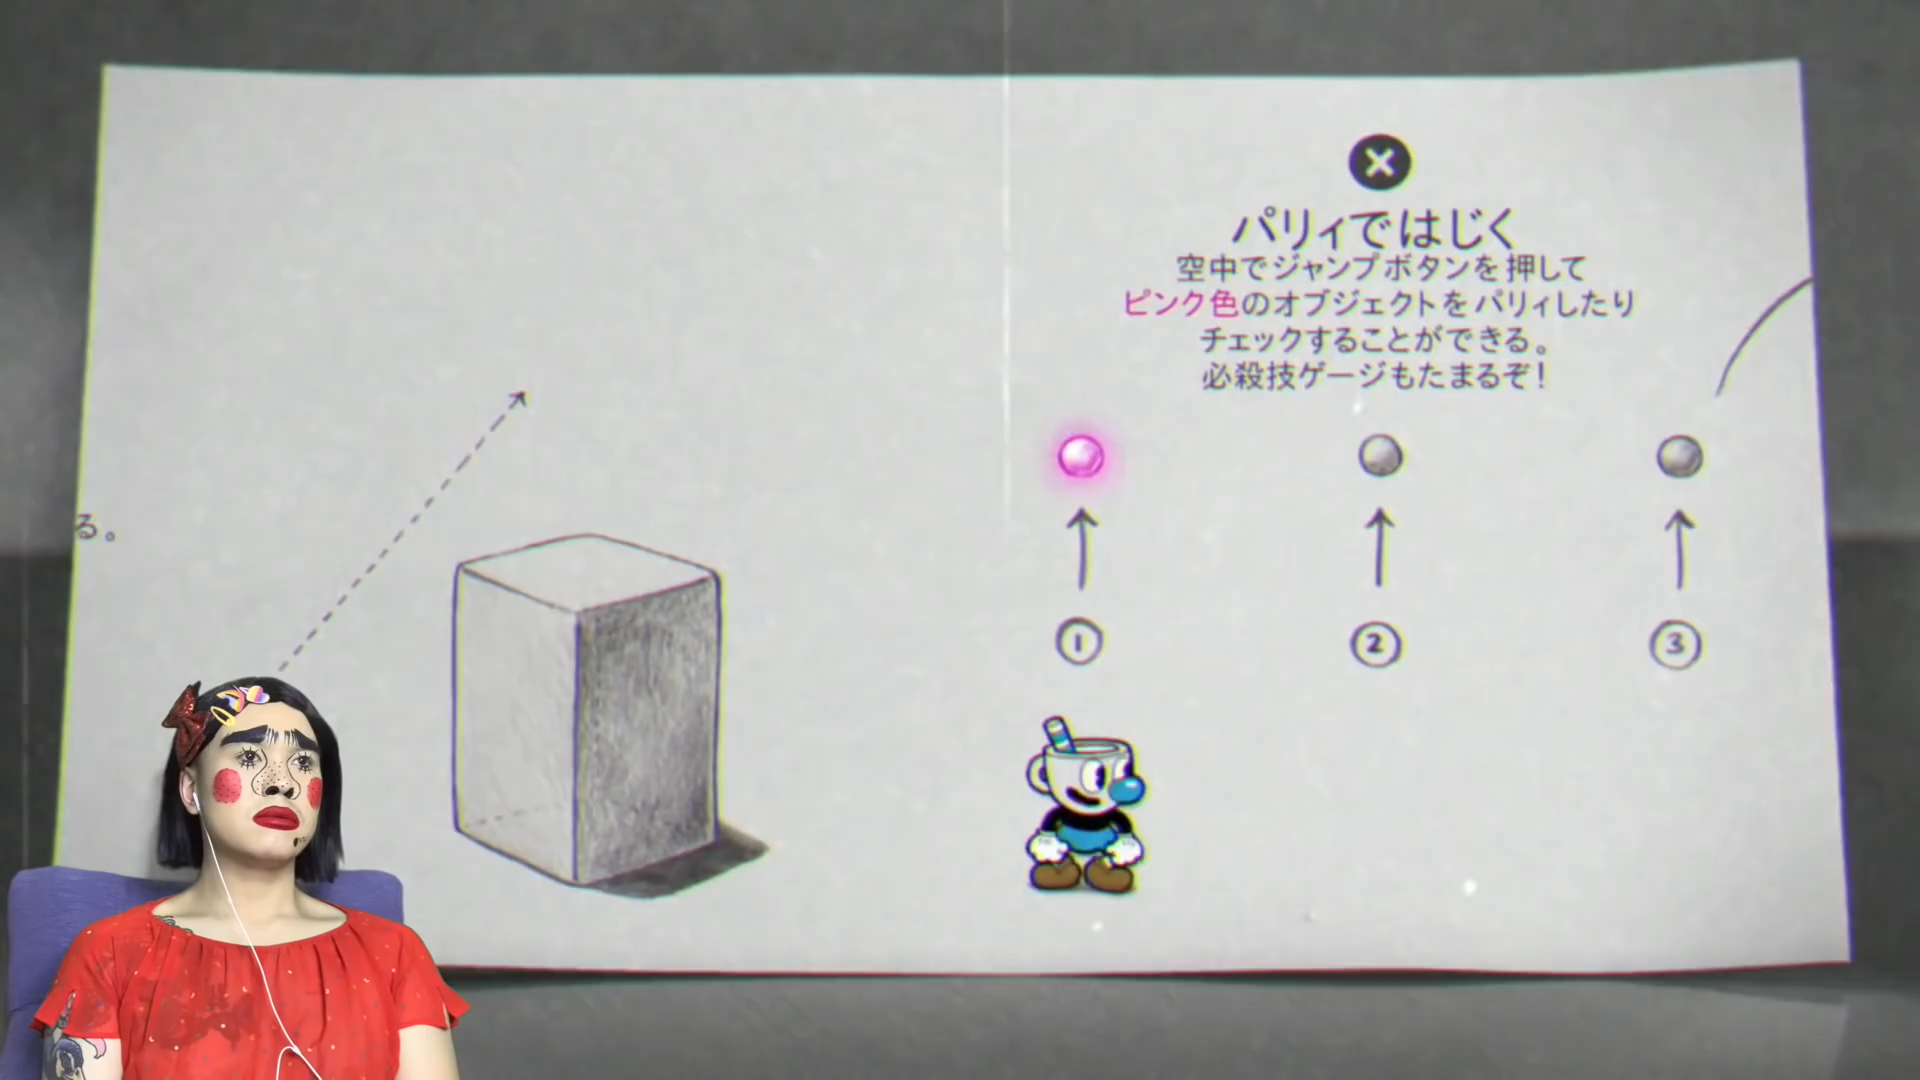 パリィではじく
空中でジャンプボタンを押して
ピンク色のオブジェクトをパリィしたり
チェックすることができる。
必殺技ゲージもたまるぞ！
る。
① ② ③